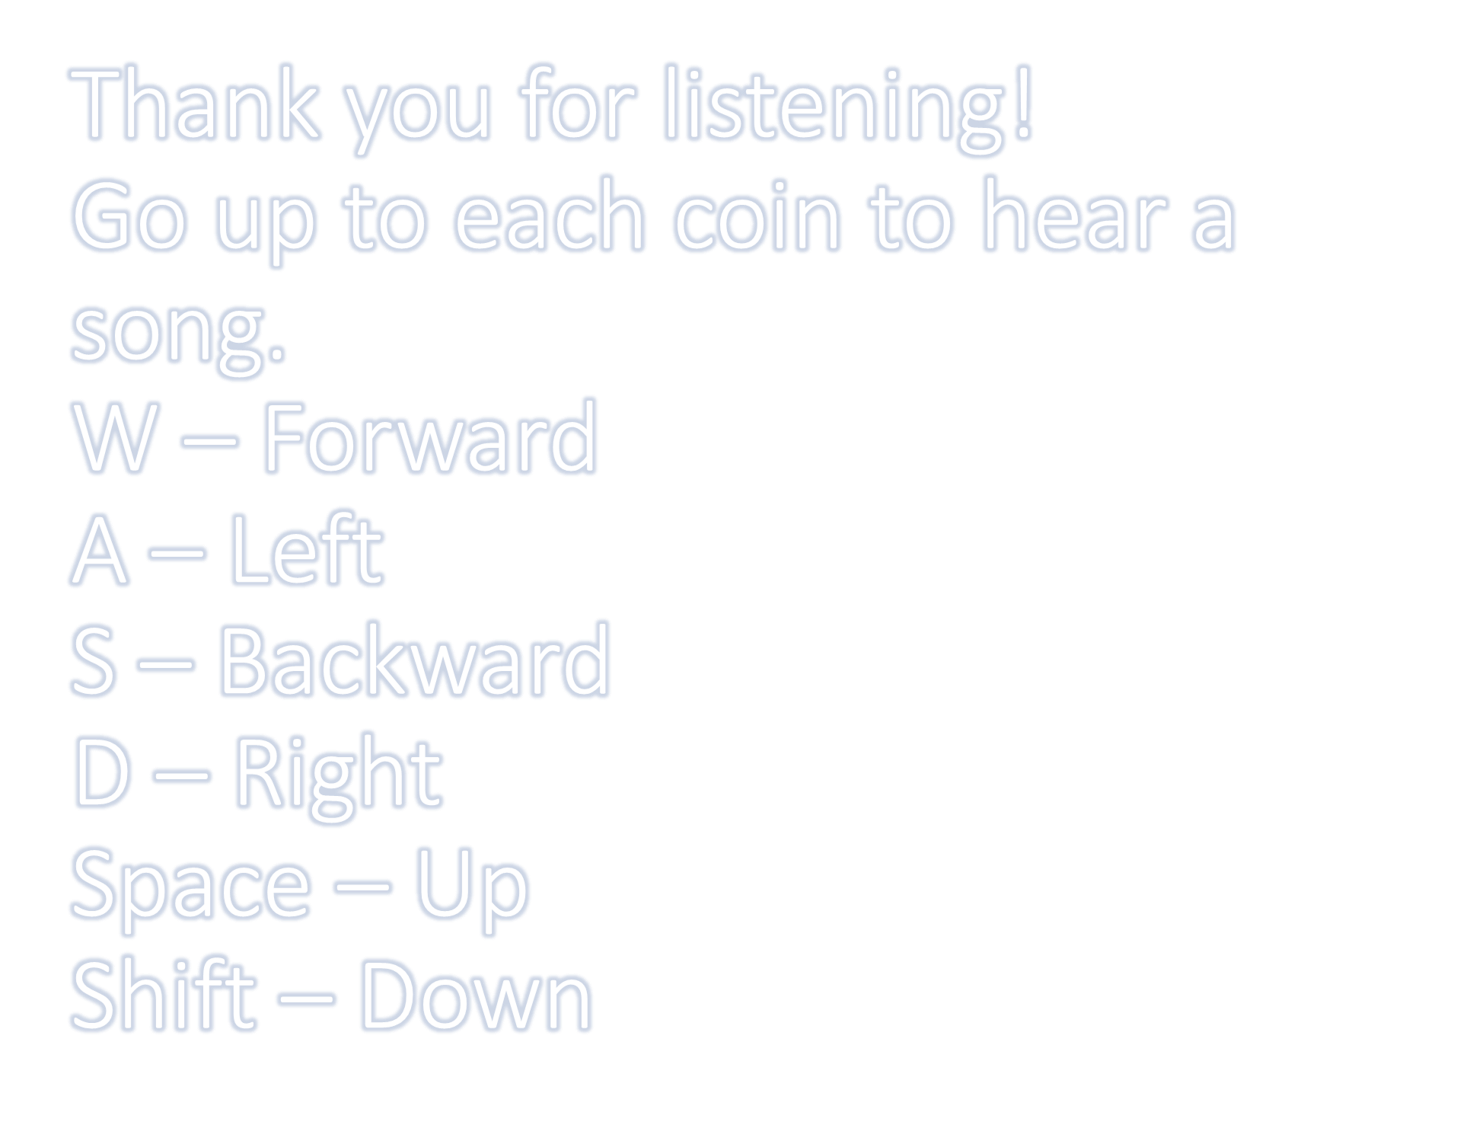 Thank you for listening!
Go up to each coin to hear a
song.
W – Forward
A – Left
S – Backward
D – Right
Space – Up
Shift – Down